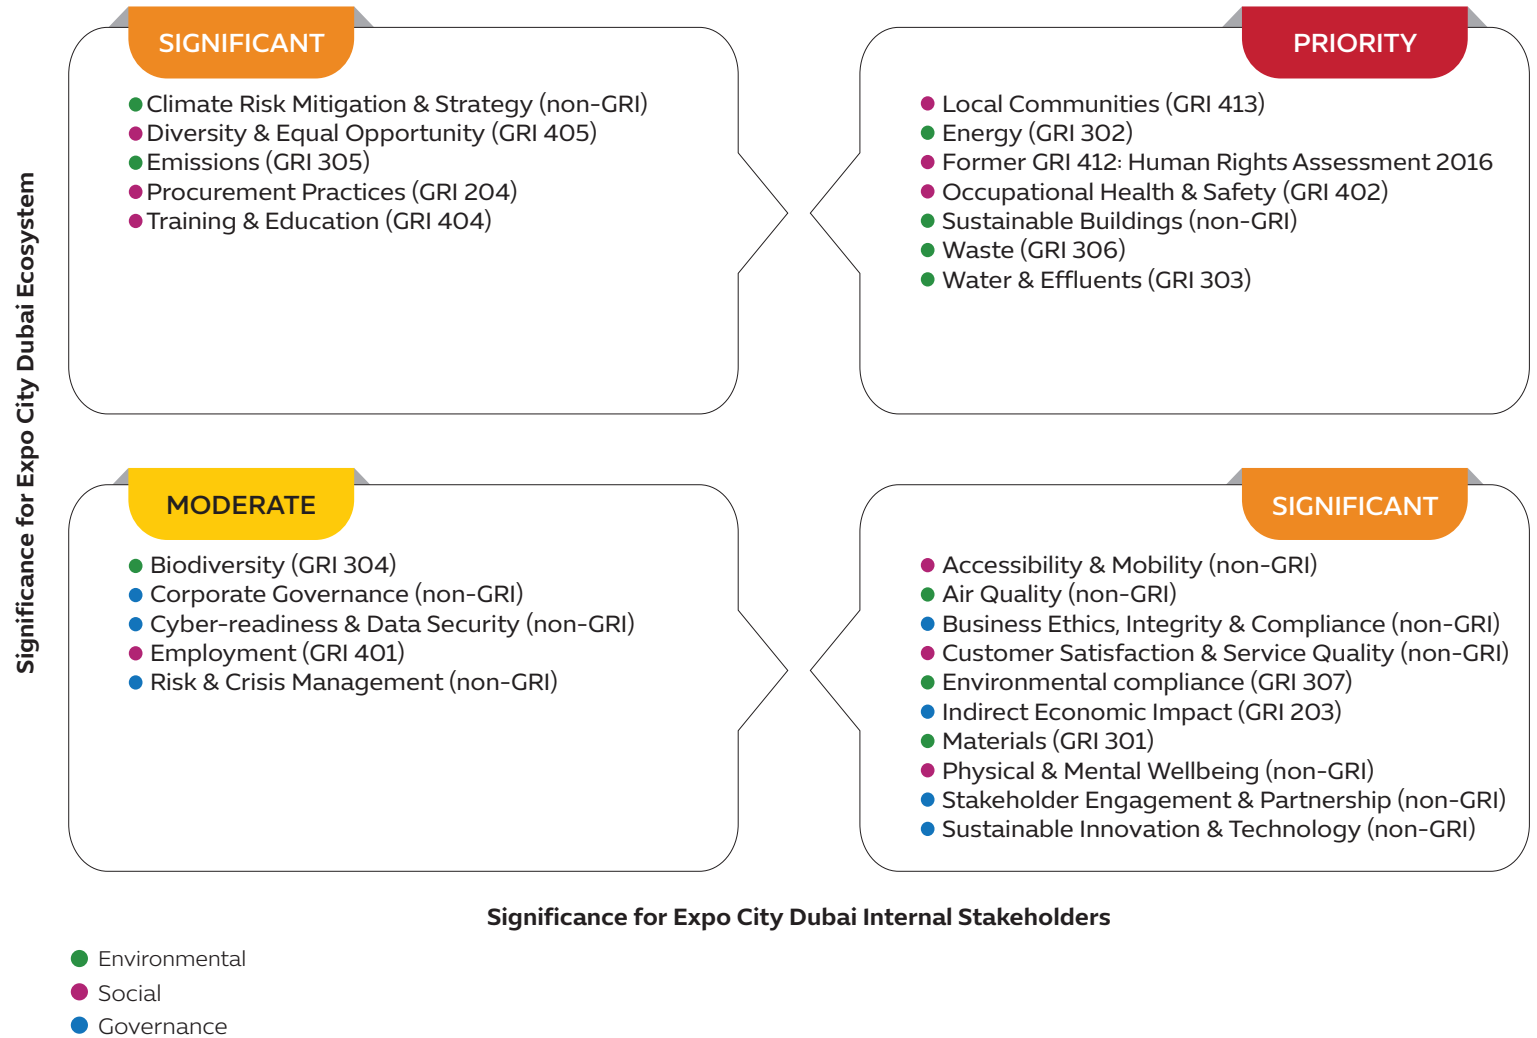 SIGNIFICANT
Climate Risk Mitigation & Strategy (non-GRI)
Diversity & Equal Opportunity (GRI 405)
Emissions (GRI 305)
Procurement Practices (GRI 204)
Training & Education (GRI 404)
PRIORITY
Local Communities (GRI 413)
Energy (GRI 302)
Former GRI 412: Human Rights Assessment 2016
Occupational Health & Safety (GRI 402)
Sustainable Buildings (non-GRI)
Waste (GRI 306)
Water & Effluents (GRI 303)
Significance for Expo City Dubai Ecosystem
MODERATE
Biodiversity (GRI 304)
Corporate Governance (non-GRI)
Cyber-readiness & Data Security (non-GRI)
Employment (GRI 401)
Risk & Crisis Management (non-GRI)
SIGNIFICANT
Accessibility & Mobility (non-GRI)
Air Quality (non-GRI)
Business Ethics, Integrity & Compliance (non-GRI)
Customer Satisfaction & Service Quality (non-GRI)
Environmental compliance (GRI 307)
Indirect Economic Impact (GRI 203)
Materials (GRI 301)
Physical & Mental Wellbeing (non-GRI)
Stakeholder Engagement & Partnership (non-GRI)
Sustainable Innovation & Technology (non-GRI)
Significance for Expo City Dubai Internal Stakeholders
Environmental
Social
Governance